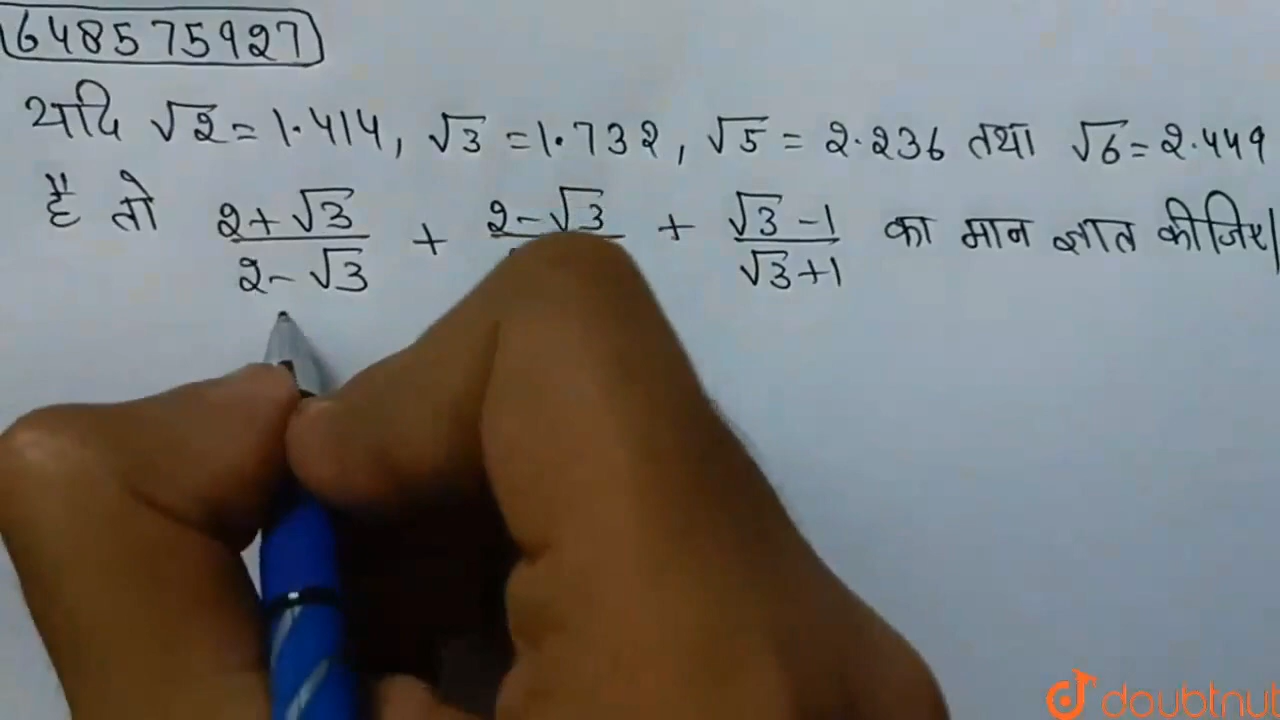 648575927
यदि √2 = 1.414, √3 = 1.732, √5 = 2.236 तथा √6 = 2.449
हैं तो (2+√3)/(2-√3) + (2-√3)/ + (√3-1)/(√3+1) का मान ज्ञात कीजिए।
doubtnut